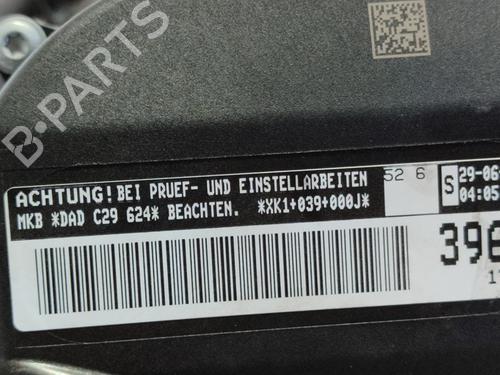 B-PARTS
ACHTUNG! BEI PRUEF- UND EINSTELLARBEITEN
MKB *DAD C29 624* BEACHTEN. *XK1+039+000J*
52 6
S
29-06
04:05
396
1